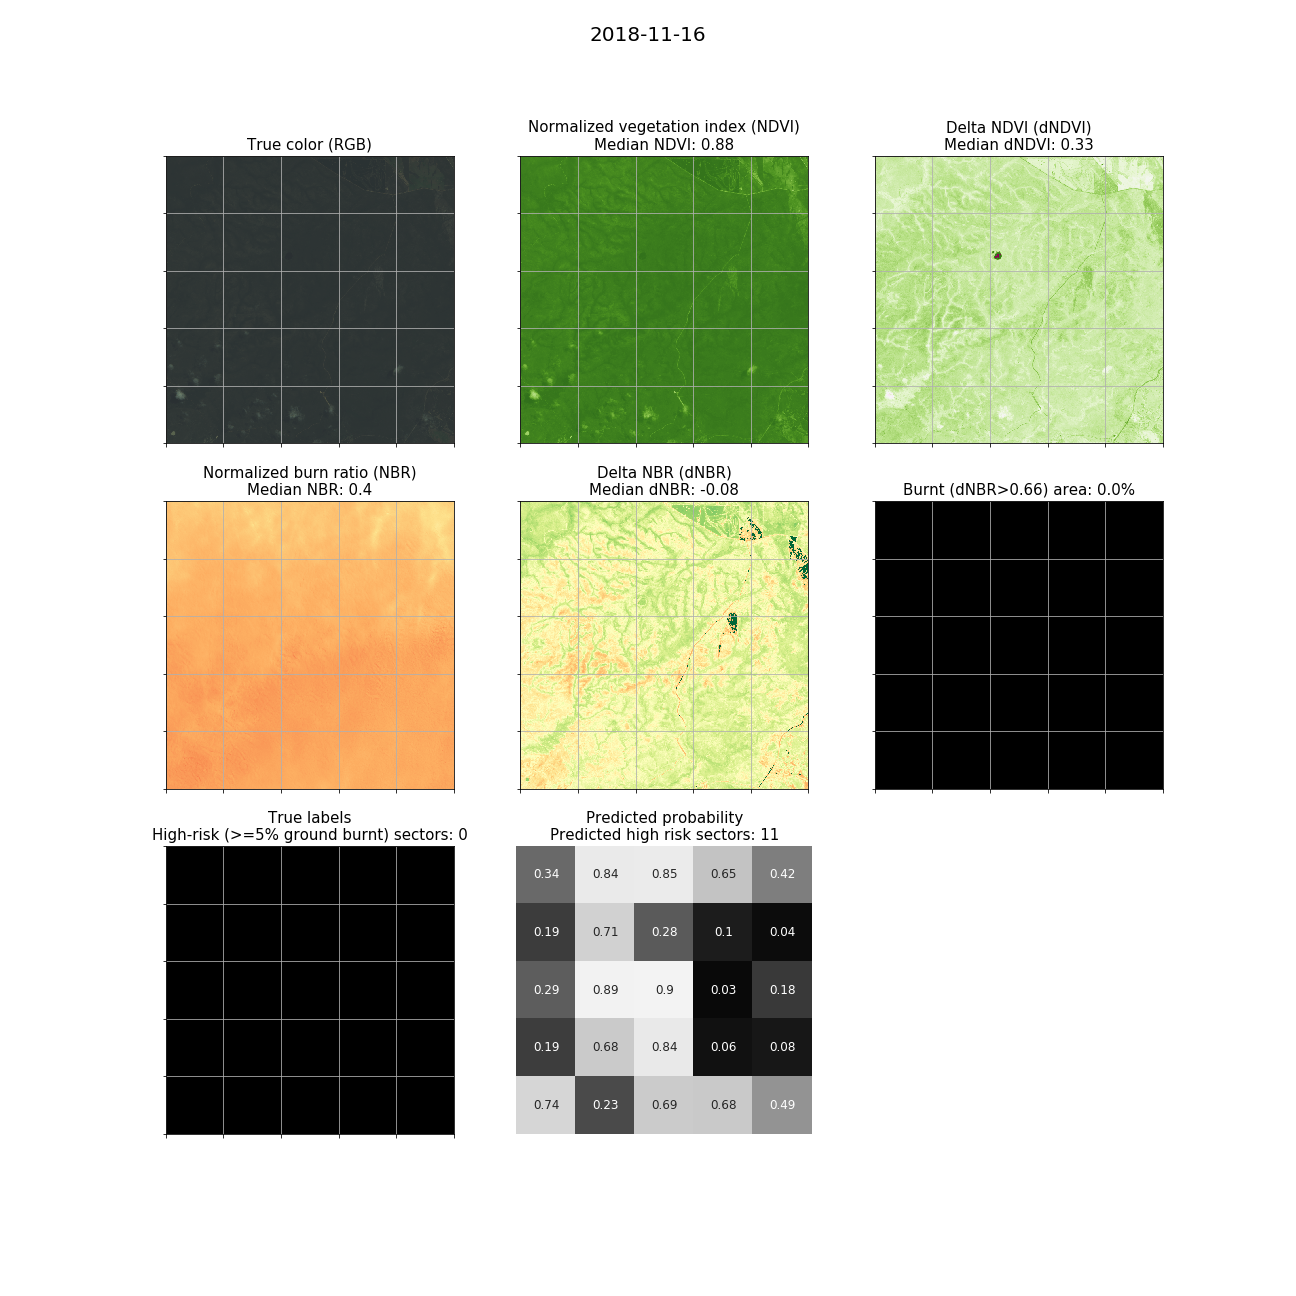 2018-11-16
True color (RGB)
Normalized vegetation index (NDVI)
Median NDVI: 0.88
Delta NDVI (dNDVI)
Median dNDVI: 0.33
Normalized burn ratio (NBR)
Median NBR: 0.4
Delta NBR (dNBR)
Median dNBR: -0.08
Burnt (dNBR>0.66) area: 0.0%
True labels
High-risk (>=5% ground burnt) sectors: 0
Predicted probability
Predicted high risk sectors: 11
0.34 0.84 0.85 0.65 0.42
0.19 0.71 0.28 0.1 0.04
0.29 0.89 0.9 0.03 0.18
0.19 0.68 0.84 0.06 0.08
0.74 0.23 0.69 0.68 0.49